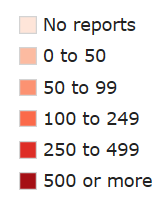 No reports
0 to 50
50 to 99
100 to 249
250 to 499
500 or more